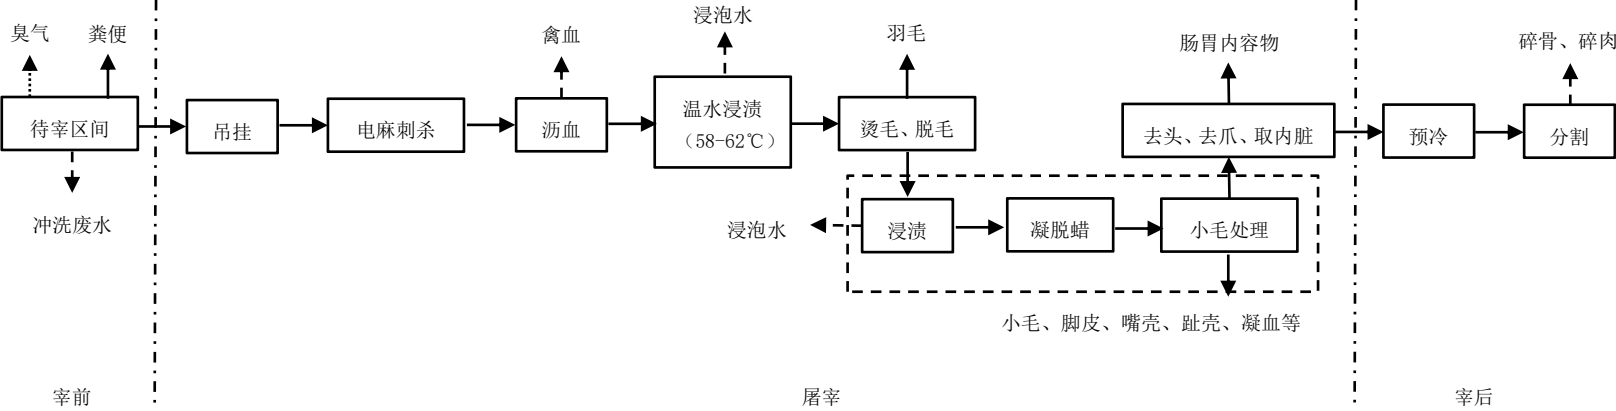 臭气
粪便
禽血
浸泡水
羽毛
肠胃内容物
碎骨、碎肉
待宰区间
吊挂
电麻刺杀
沥血
温水浸渍
（58-62℃）
烫毛、脱毛
去头、去爪、取内脏
预冷
分割
冲洗废水
浸泡水
浸渍
凝脱蜡
小毛处理
小毛、脚皮、嘴壳、趾壳、凝血等
宰前
屠宰
宰后